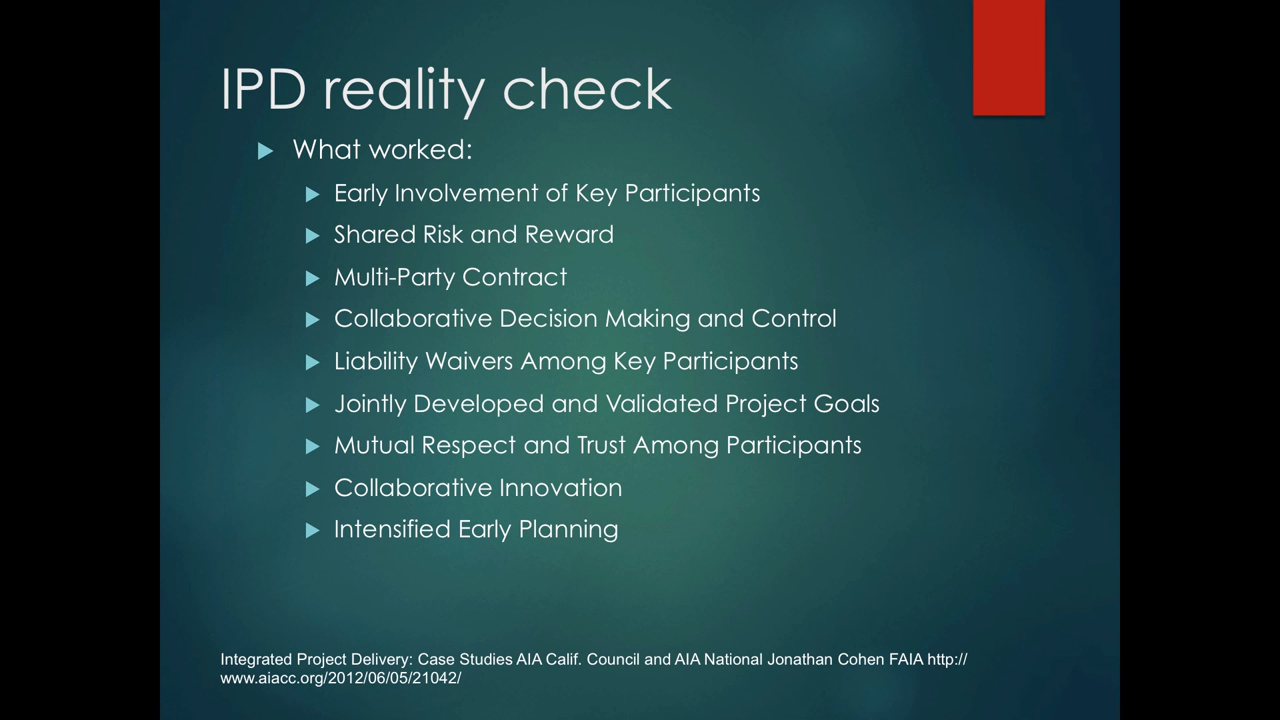 IPD reality check
What worked:
Early Involvement of Key Participants
Shared Risk and Reward
Multi-Party Contract
Collaborative Decision Making and Control
Liability Waivers Among Key Participants
Jointly Developed and Validated Project Goals
Mutual Respect and Trust Among Participants
Collaborative Innovation
Intensified Early Planning
Integrated Project Delivery: Case Studies AIA Calif. Council and AIA National Jonathan Cohen FAIA http://
www.aiacc.org/2012/06/05/21042/